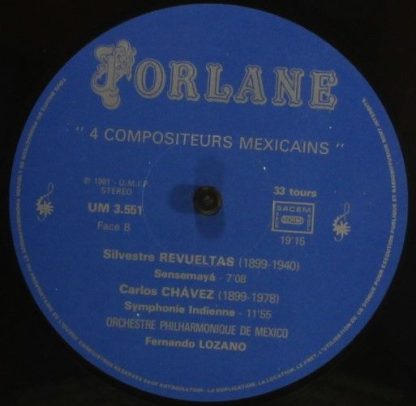 FORLANE
" 4 COMPOSITEURS MEXICAINS "
℗ 1981 - U.M.I.P.
STEREO
UM 3.551
Face B
33 tours
SACEM
SDRM
19'15
Silvestre REVUELTAS (1899-1940)
Sensemayá - 7'08
Carlos CHÁVEZ (1899-1978)
Symphonie Indienne - 11'55
ORCHESTRE PHILHARMONIQUE DE MEXICO
Fernando LOZANO